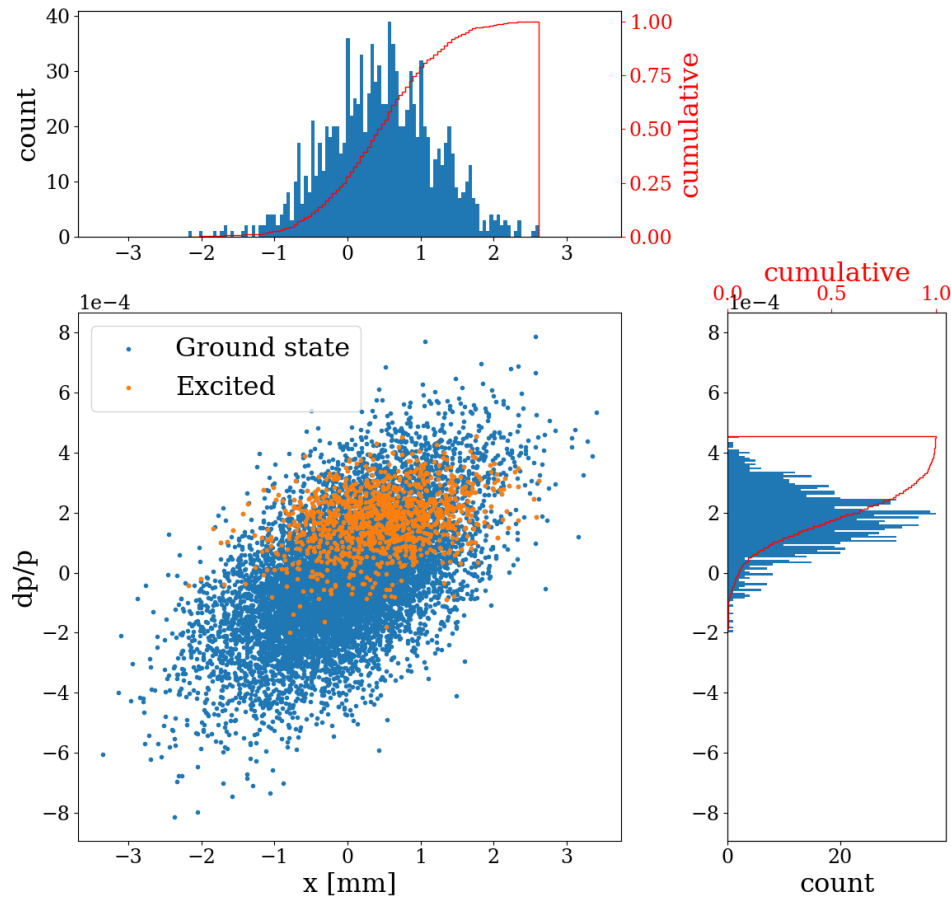 40
30
20
10
0
count
1.00
0.75
0.50
0.25
0.00
cumulative
−3 −2 −1 0 1 2 3
cumulative
0.0 0.5 1.0
1e−4
1e−4
Ground state
Excited
8
6
4
2
0
−2
−4
−6
−8
dp/p
−3 −2 −1 0 1 2 3
x [mm]
8
6
4
2
0
−2
−4
−6
−8
0 20
count